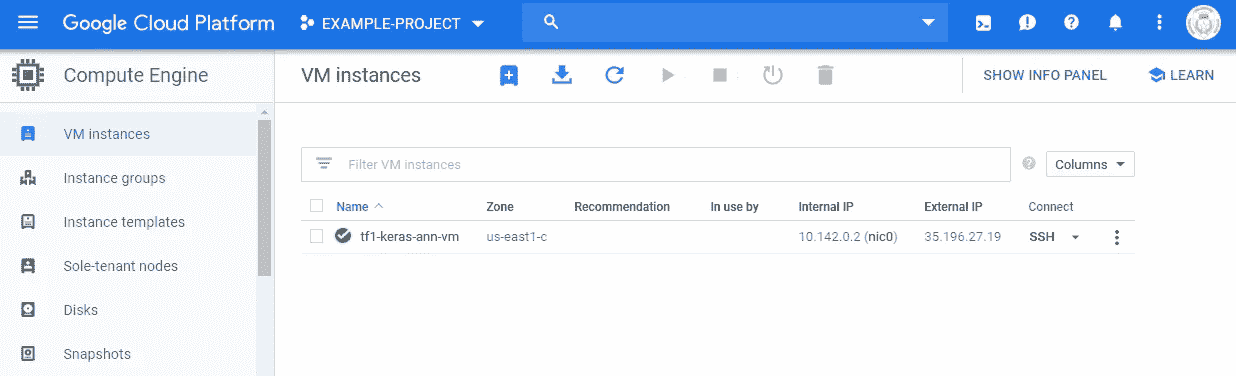 Google Cloud Platform EXAMPLE-PROJECT
Compute Engine VM instances SHOW INFO PANEL LEARN
VM instances
Instance groups
Instance templates
Sole-tenant nodes
Disks
Snapshots
Filter VM instances Columns
Name Zone Recommendation In use by Internal IP External IP Connect
tf1-keras-ann-vm us-east1-c 10.142.0.2 (nic0) 35.196.27.19 SSH